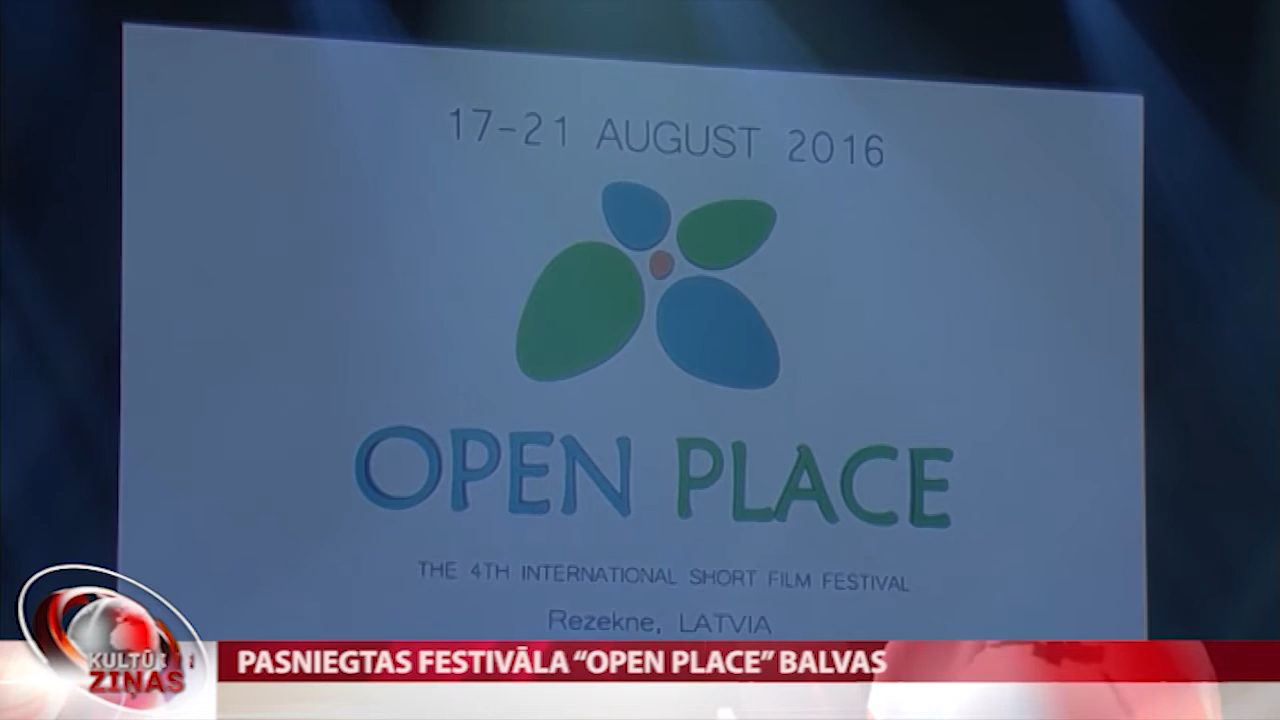 17-21 AUGUST 2016
OPEN PLACE
THE 4TH INTERNATIONAL SHORT FILM FESTIVAL
Rezekne, LATVIA
PASNIEGTAS FESTIVĀLA “OPEN PLACE” BALVAS
ZIŅAS